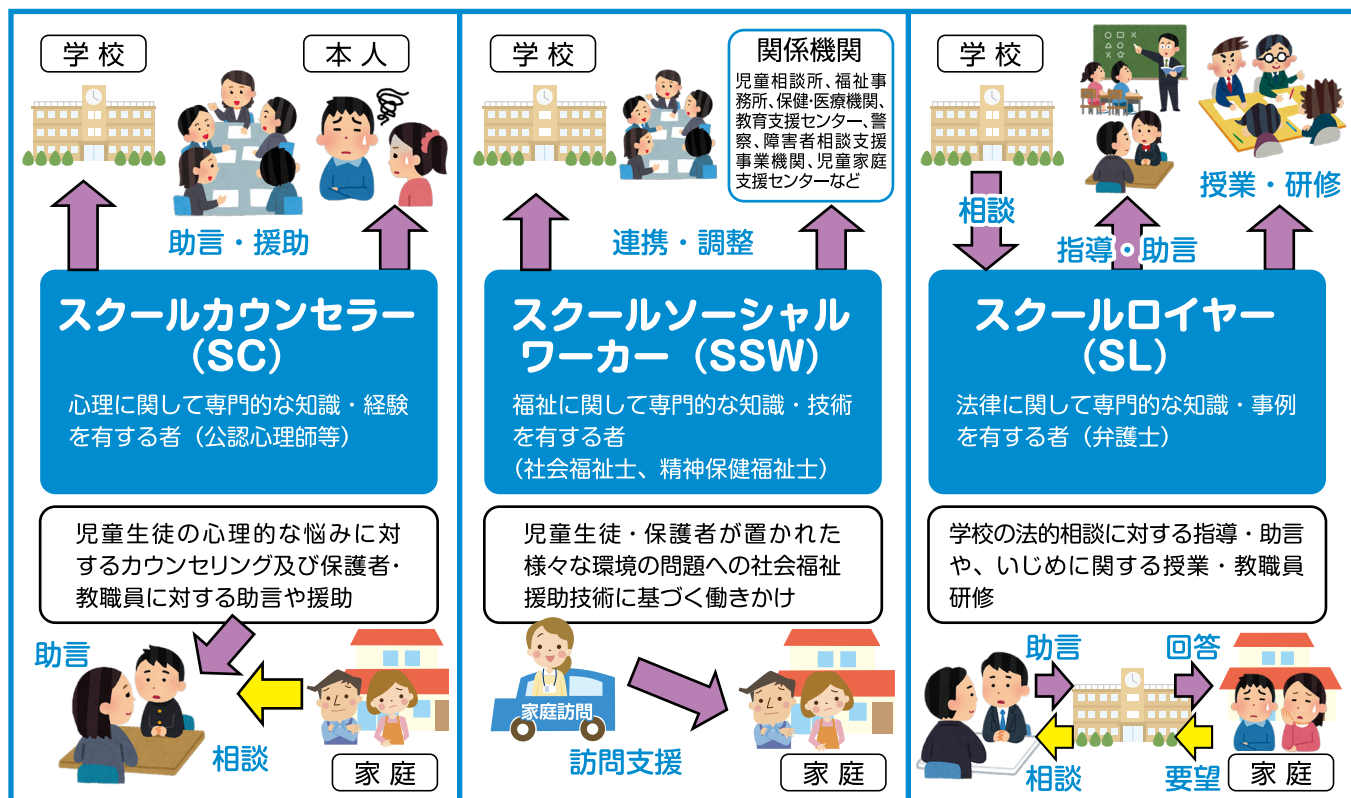 学校
本人
助言・援助
スクールカウンセラー
（SC）
心理に関して専門的な知識・経験
を有する者（公認心理師等）
児童生徒の心理的な悩みに対
するカウンセリング及び保護者・
教職員に対する助言や援助
助言
相談
家庭
学校
関係機関
児童相談所、福祉事
務所、保健・医療機関、
教育支援センター、警
察、障害者相談支援
事業機関、児童家庭
支援センターなど
連携・調整
スクールソーシャル
ワーカー（SSW）
福祉に関して専門的な知識・技術
を有する者
（社会福祉士、精神保健福祉士）
児童生徒・保護者が置かれた
様々な環境の問題への社会福祉
援助技術に基づく働きかけ
家庭訪問
訪問支援
家庭
学校
授業・研修
相談
指導・助言
スクールロイヤー
（SL）
法律に関して専門的な知識・事例
を有する者（弁護士）
学校の法的相談に対する指導・助言
や、いじめに関する授業・教職員
研修
助言
回答
相談
要望
家庭